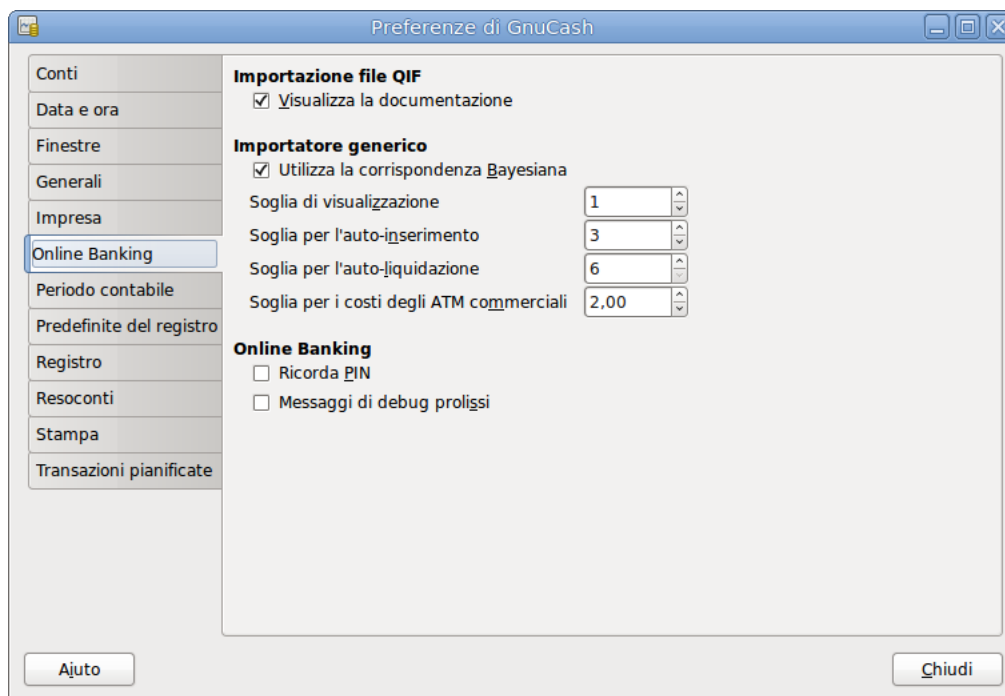 Preferenze di GnuCash
Conti
Data e ora
Finestre
Generali
Impresa
Online Banking
Periodo contabile
Predefinite del registro
Registro
Resoconti
Stampa
Transazioni pianificate
Importazione file QIF
Visualizza la documentazione
Importatore generico
Utilizza la corrispondenza Bayesiana
Soglia di visualizzazione 1
Soglia per l'auto-inserimento 3
Soglia per l'auto-liquidazione 6
Soglia per i costi degli ATM commerciali 2,00
Online Banking
Ricorda PIN
Messaggi di debug prolissi
Aiuto
Chiudi